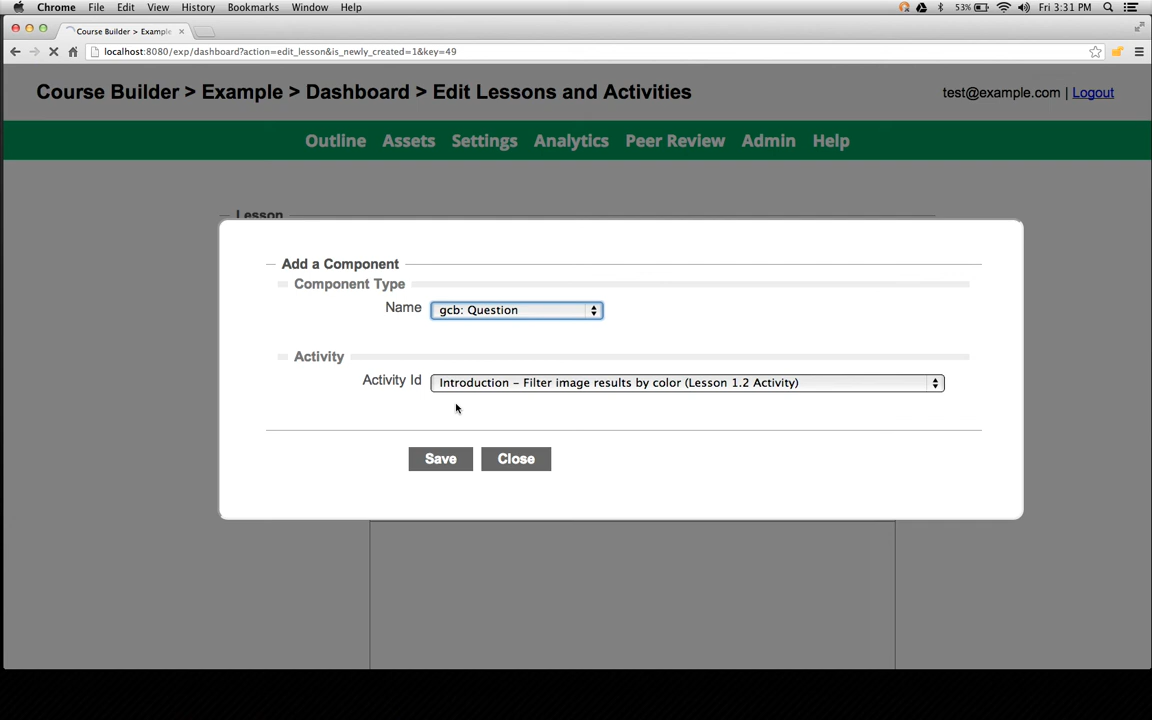 Chrome File Edit View History Bookmarks Window Help 53% Fri 3:31 PM
Course Builder > Example
localhost:8080/exp/dashboard?action=edit_lesson&is_newly_created=1&key=49
Course Builder > Example > Dashboard > Edit Lessons and Activities test@example.com | Logout
Outline Assets Settings Analytics Peer Review Admin Help
Lesson
Add a Component
Component Type
Name gcb: Question
Activity
Activity Id Introduction - Filter image results by color (Lesson 1.2 Activity)
Save Close